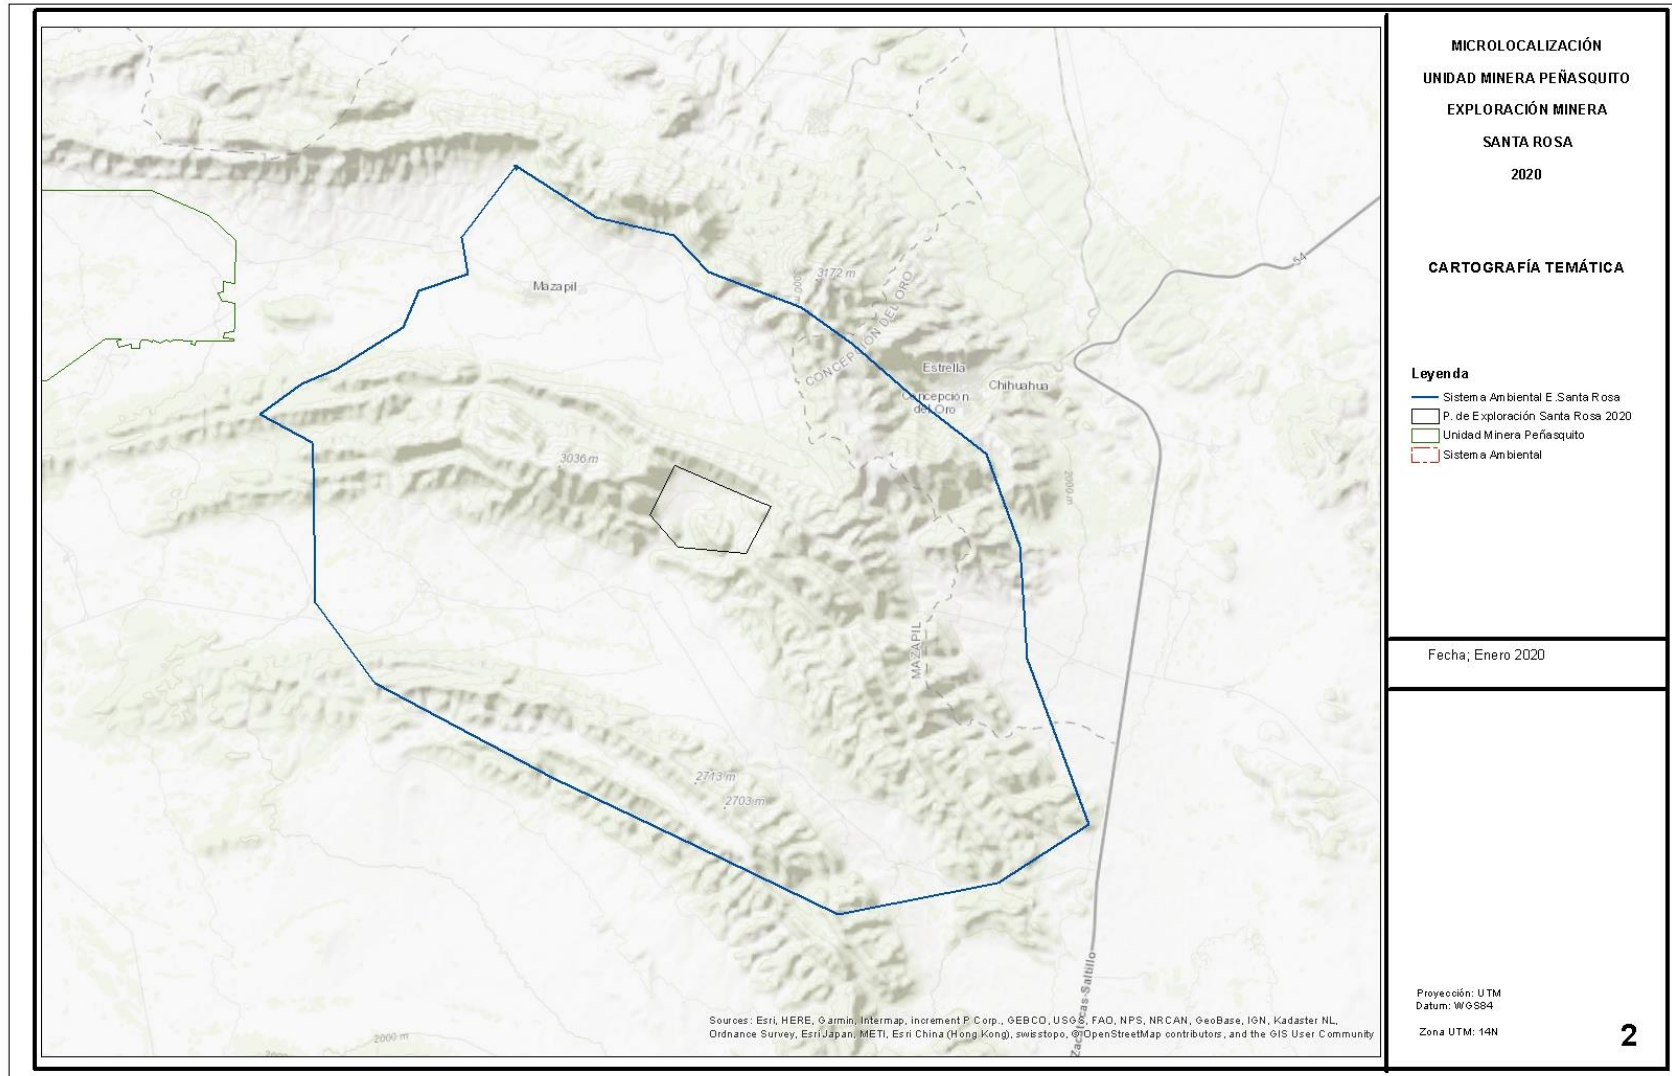 MICROLOCALIZACIÓN
UNIDAD MINERA PEÑASQUITO
EXPLORACIÓN MINERA
SANTA ROSA
2020
CARTOGRAFÍA TEMÁTICA
Leyenda
Sistema Ambiental E.Santa Rosa
P. de Exploración Santa Rosa 2020
Unidad Minera Peñasquito
Sistema Ambiental
Fecha; Enero 2020
Proyección: UTM
Datum: WGS84
Zona UTM: 14N
2
54
3172 m
3000 m
Mazapil
CONCEPCIÓN DEL ORO
Estrella
Chihuahua
Concepción
del Oro
3036 m
MAZAPIL
2713 m
2703 m
Zacatecas-Saltillo
2000 m
Sources: Esri, HERE, Garmin, Intermap, increment P Corp., GEBCO, USGS, FAO, NPS, NRCAN, GeoBase, IGN, Kadaster NL,
Ordnance Survey, Esri Japan, METI, Esri China (Hong Kong), swisstopo, © OpenStreetMap contributors, and the GIS User Community